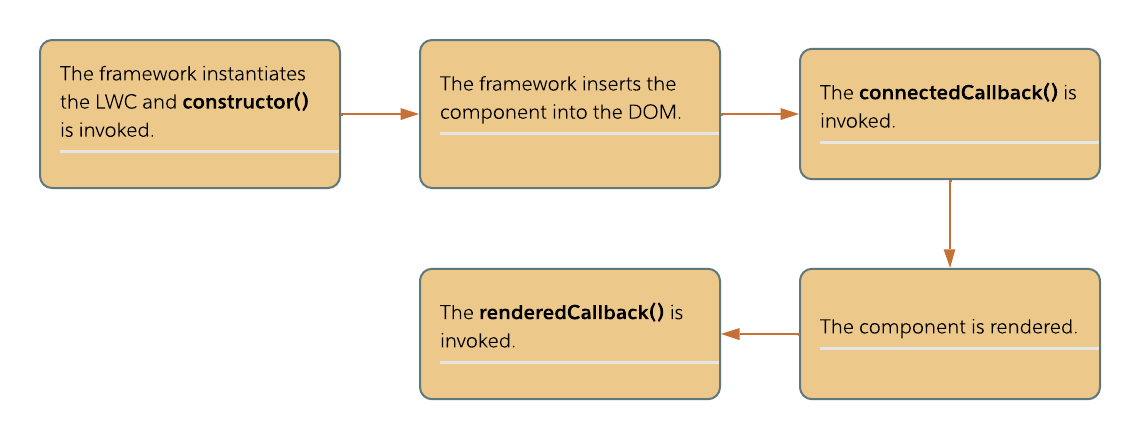 The framework instantiates
the LWC and constructor()
is invoked.
The framework inserts the
component into the DOM.
The connectedCallback() is
invoked.
The component is rendered.
The renderedCallback() is
invoked.